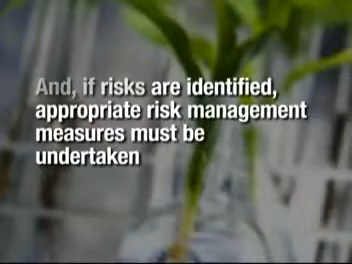 And, if risks are identified,
appropriate risk management
measures must be
undertaken